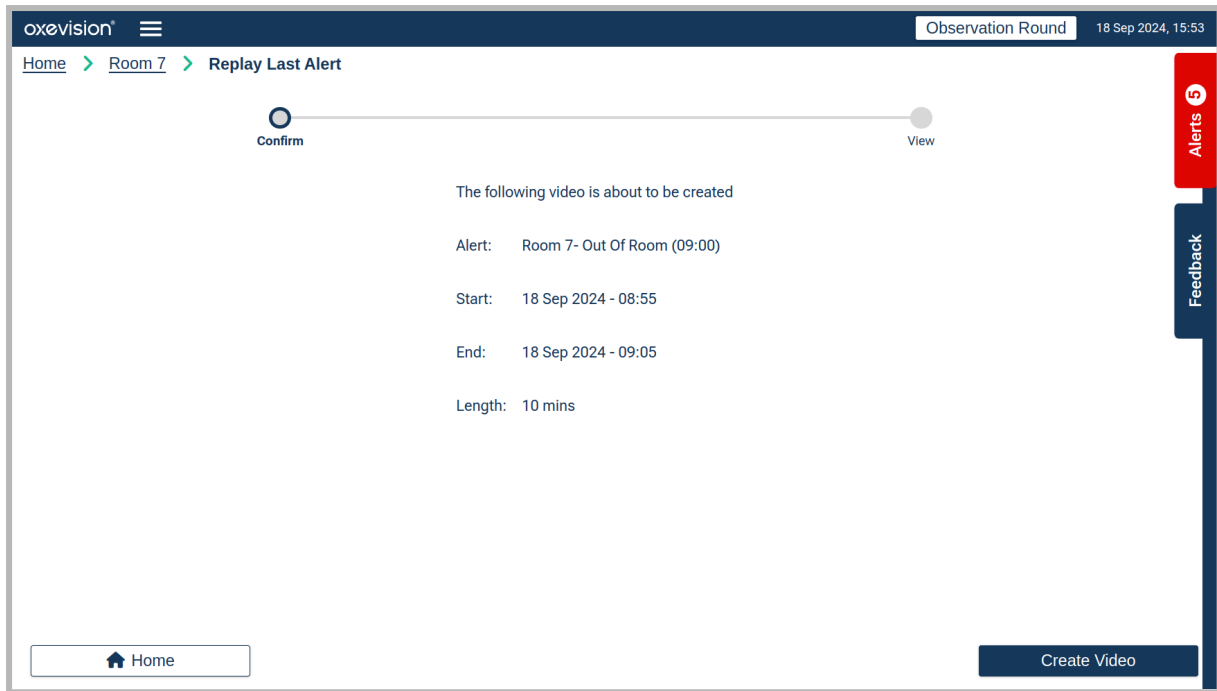 oxevision® Observation Round 18 Sep 2024, 15:53
Home > Room 7 > Replay Last Alert
Alerts 5
Confirm View
The following video is about to be created
Alert: Room 7- Out Of Room (09:00)
Feedback
Start: 18 Sep 2024 - 08:55
End: 18 Sep 2024 - 09:05
Length: 10 mins
Home Create Video